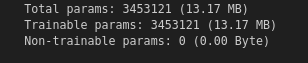 Total params: 3453121 (13.17 MB)
Trainable params: 3453121 (13.17 MB)
Non-trainable params: 0 (0.00 Byte)